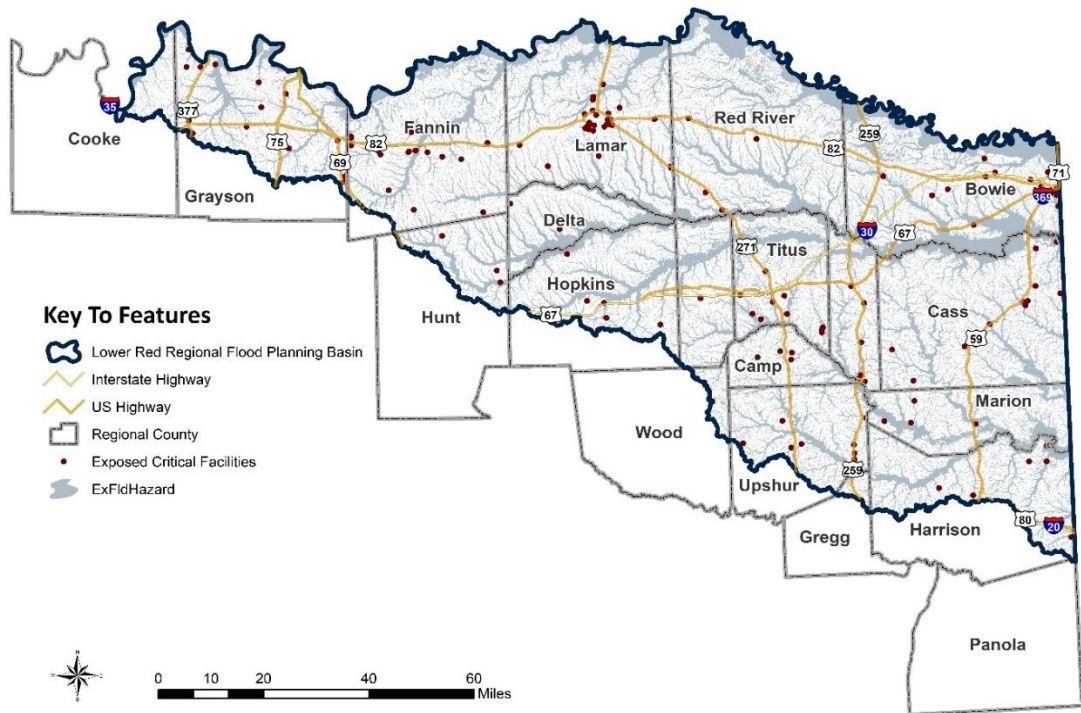 35
377
Cooke
75
82
Fannin
69
Grayson
Lamar
Red River
259
82
71
Bowie
369
Delta
30
67
271
Titus
Hopkins
67
Hunt
Cass
59
Camp
Marion
Wood
259
Upshur
80
20
Gregg
Harrison
Panola
Key To Features
Lower Red Regional Flood Planning Basin
Interstate Highway
US Highway
Regional County
Exposed Critical Facilities
ExFldHazard
N
0 10 20 40 60
Miles